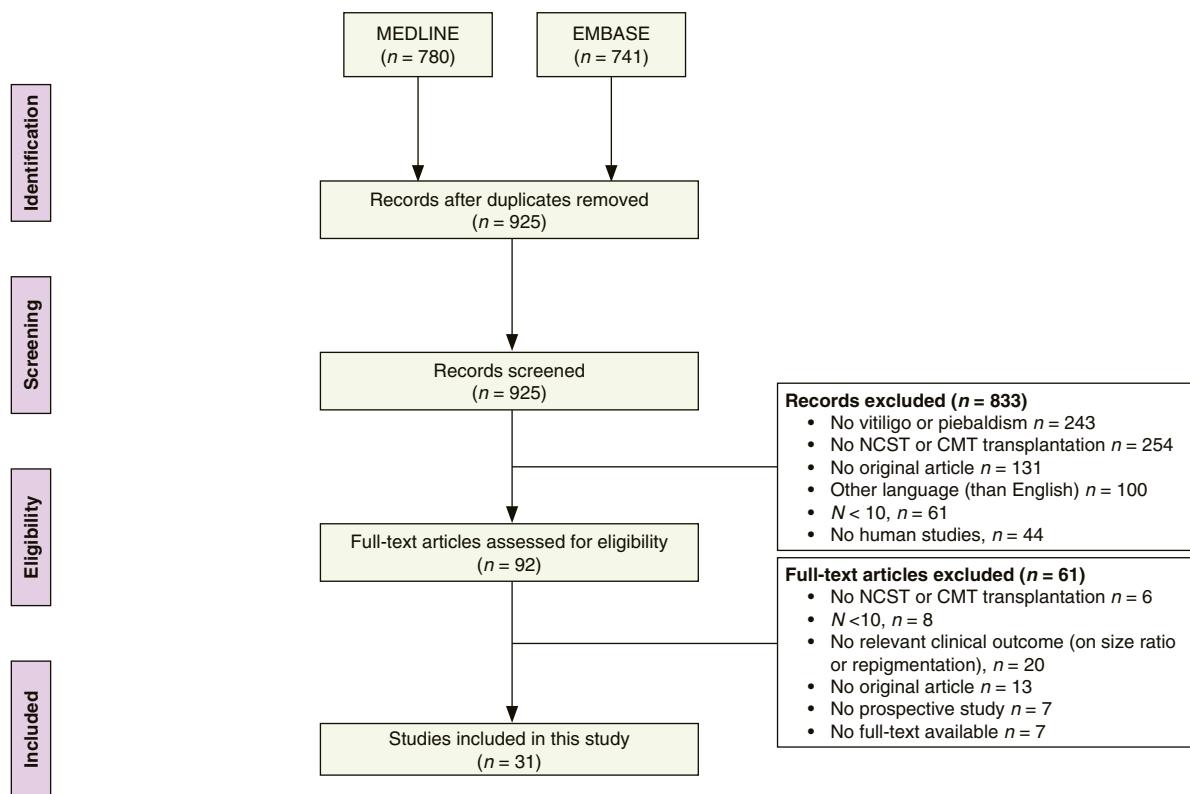 MEDLINE
(n = 780)
EMBASE
(n = 741)
Identification
Records after duplicates removed
(n = 925)
Screening
Records screened
(n = 925)
Records excluded (n = 833)
• No vitiligo or piebaldism n = 243
• No NCST or CMT transplantation n = 254
• No original article n = 131
• Other language (than English) n = 100
• N < 10, n = 61
• No human studies, n = 44
Eligibility
Full-text articles assessed for eligibility
(n = 92)
Full-text articles excluded (n = 61)
• No NCST or CMT transplantation n = 6
• N <10, n = 8
• No relevant clinical outcome (on size ratio
or repigmentation), n = 20
• No original article n = 13
• No prospective study n = 7
• No full-text available n = 7
Included
Studies included in this study
(n = 31)